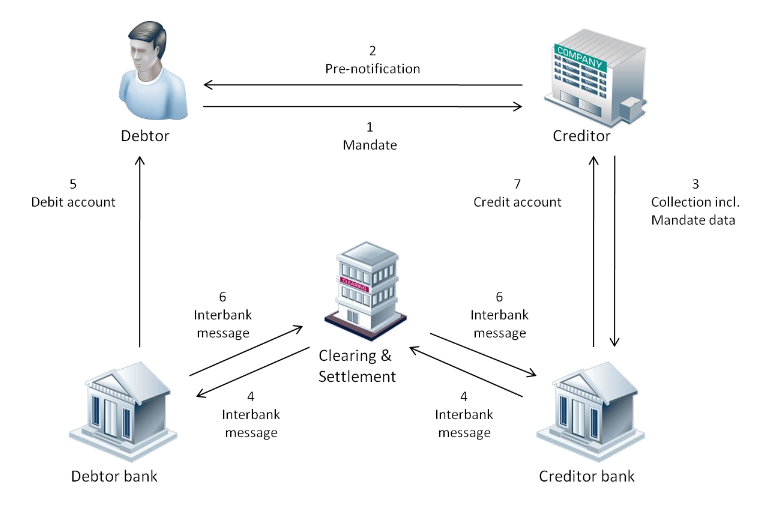 2
Pre-notification
COMPANY
Debtor
1
Mandate
Creditor
5
Debit account
7
Credit account
3
Collection incl.
Mandate data
CLEARING
6
Interbank
message
6
Interbank
message
Clearing &
Settlement
4
Interbank
message
4
Interbank
message
Debtor bank
Creditor bank